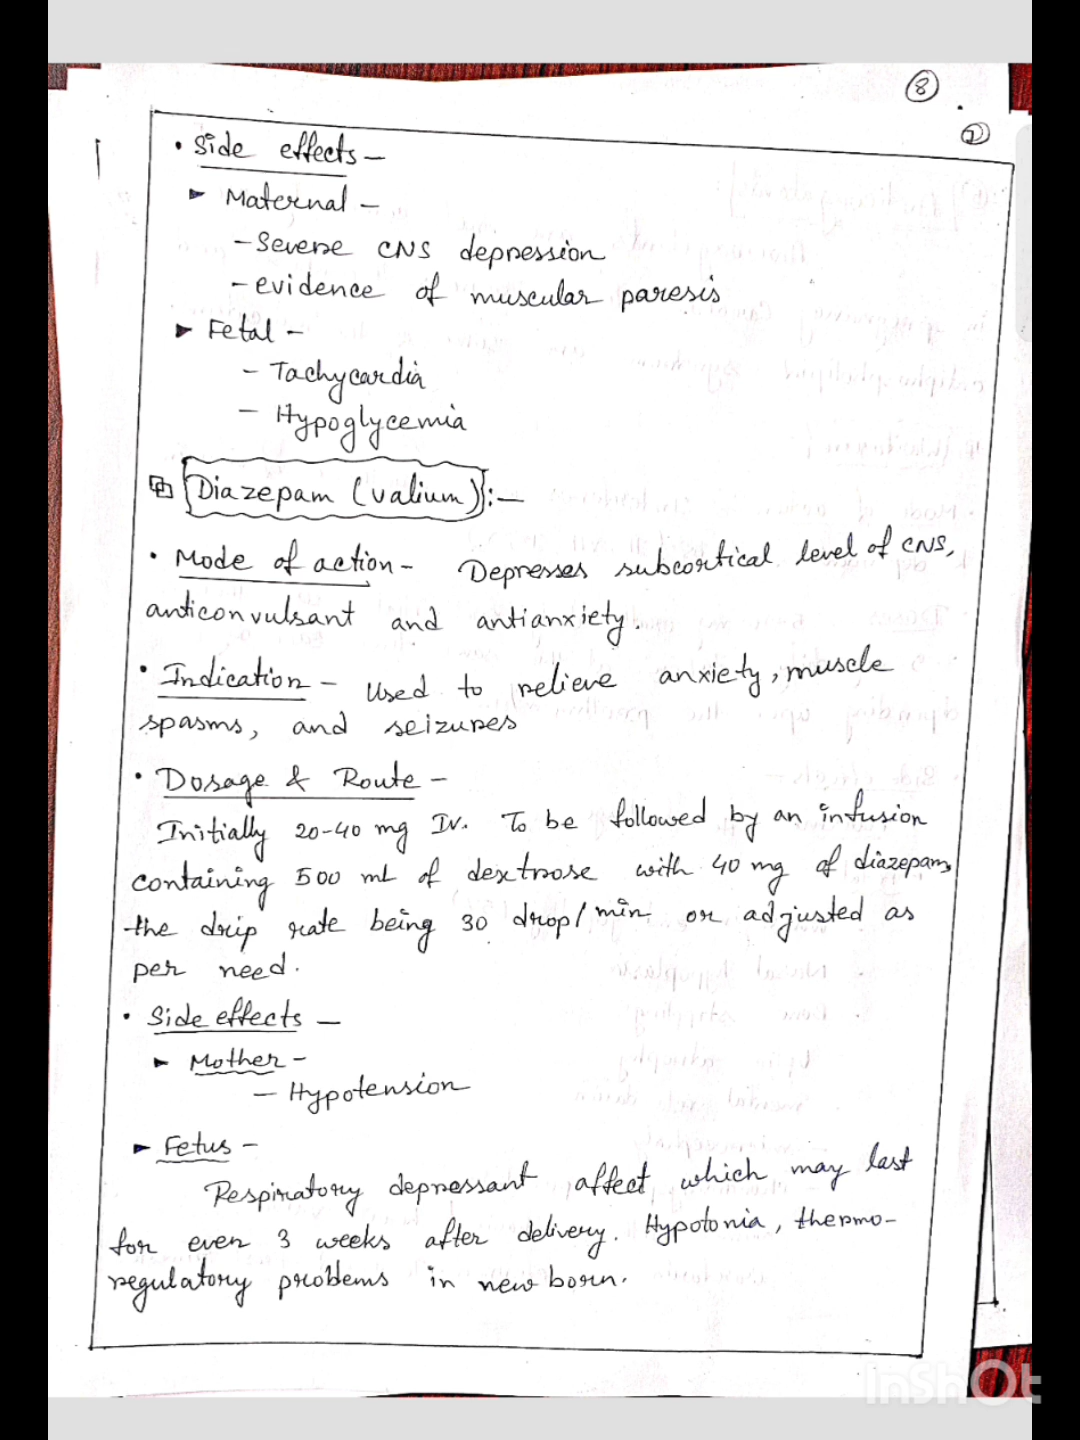 8
2
• Side effects –
► Maternal –
– Severe CNS depression
– evidence of muscular paresis
► Fetal –
– Tachycardia
– Hypoglycemia
Diazepam (valium) :–
• Mode of action – Depresses subcortical level of CNS,
anticonvulsant and antianxiety.
• Indication – Used to relieve anxiety, muscle
spasms, and seizures
• Dosage & Route –
Initially 20-40 mg IV. To be followed by an infusion
containing 500 mL of dextrose with 40 mg of diazepam,
the drip rate being 30 drop/min or adjusted as
per need.
• Side effects –
► Mother –
– Hypotension
► Fetus –
Respiratory depressant affect which may last
for even 3 weeks after delivery. Hypotonia, thermo-
regulatory problems in new born.
InShOt